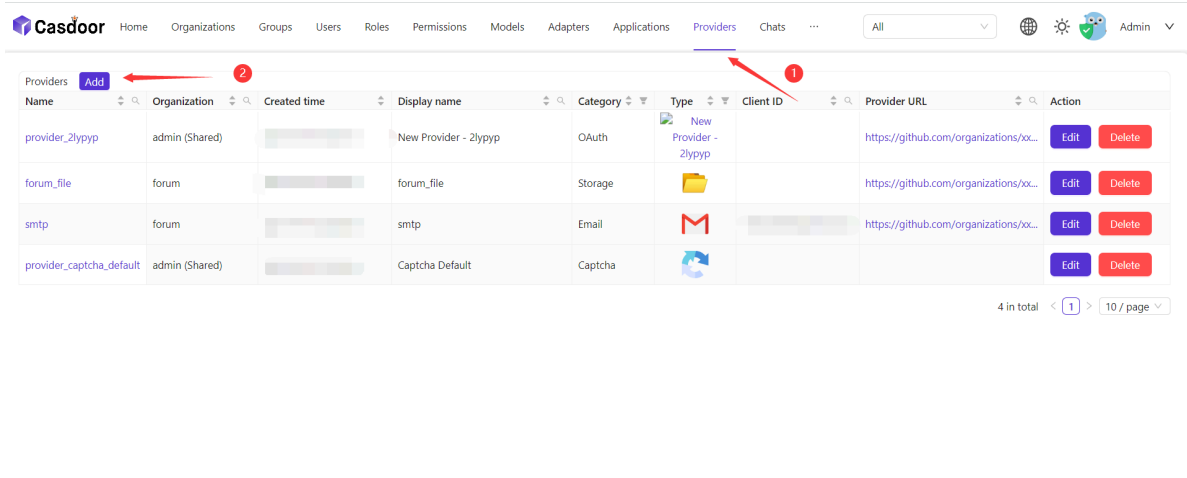 Casdoor Home Organizations Groups Users Roles Permissions Models Adapters Applications Providers Chats ··· All Admin
1
2
Providers Add
Name Organization Created time Display name Category Type Client ID Provider URL Action
provider_2lypyp admin (Shared) New Provider - 2lypyp OAuth New Provider - 2lypyp https://github.com/organizations/xx... Edit Delete
forum_file forum forum_file Storage https://github.com/organizations/xx... Edit Delete
smtp forum smtp Email https://github.com/organizations/xx... Edit Delete
provider_captcha_default admin (Shared) Captcha Default Captcha Edit Delete
4 in total < 1 > 10 / page